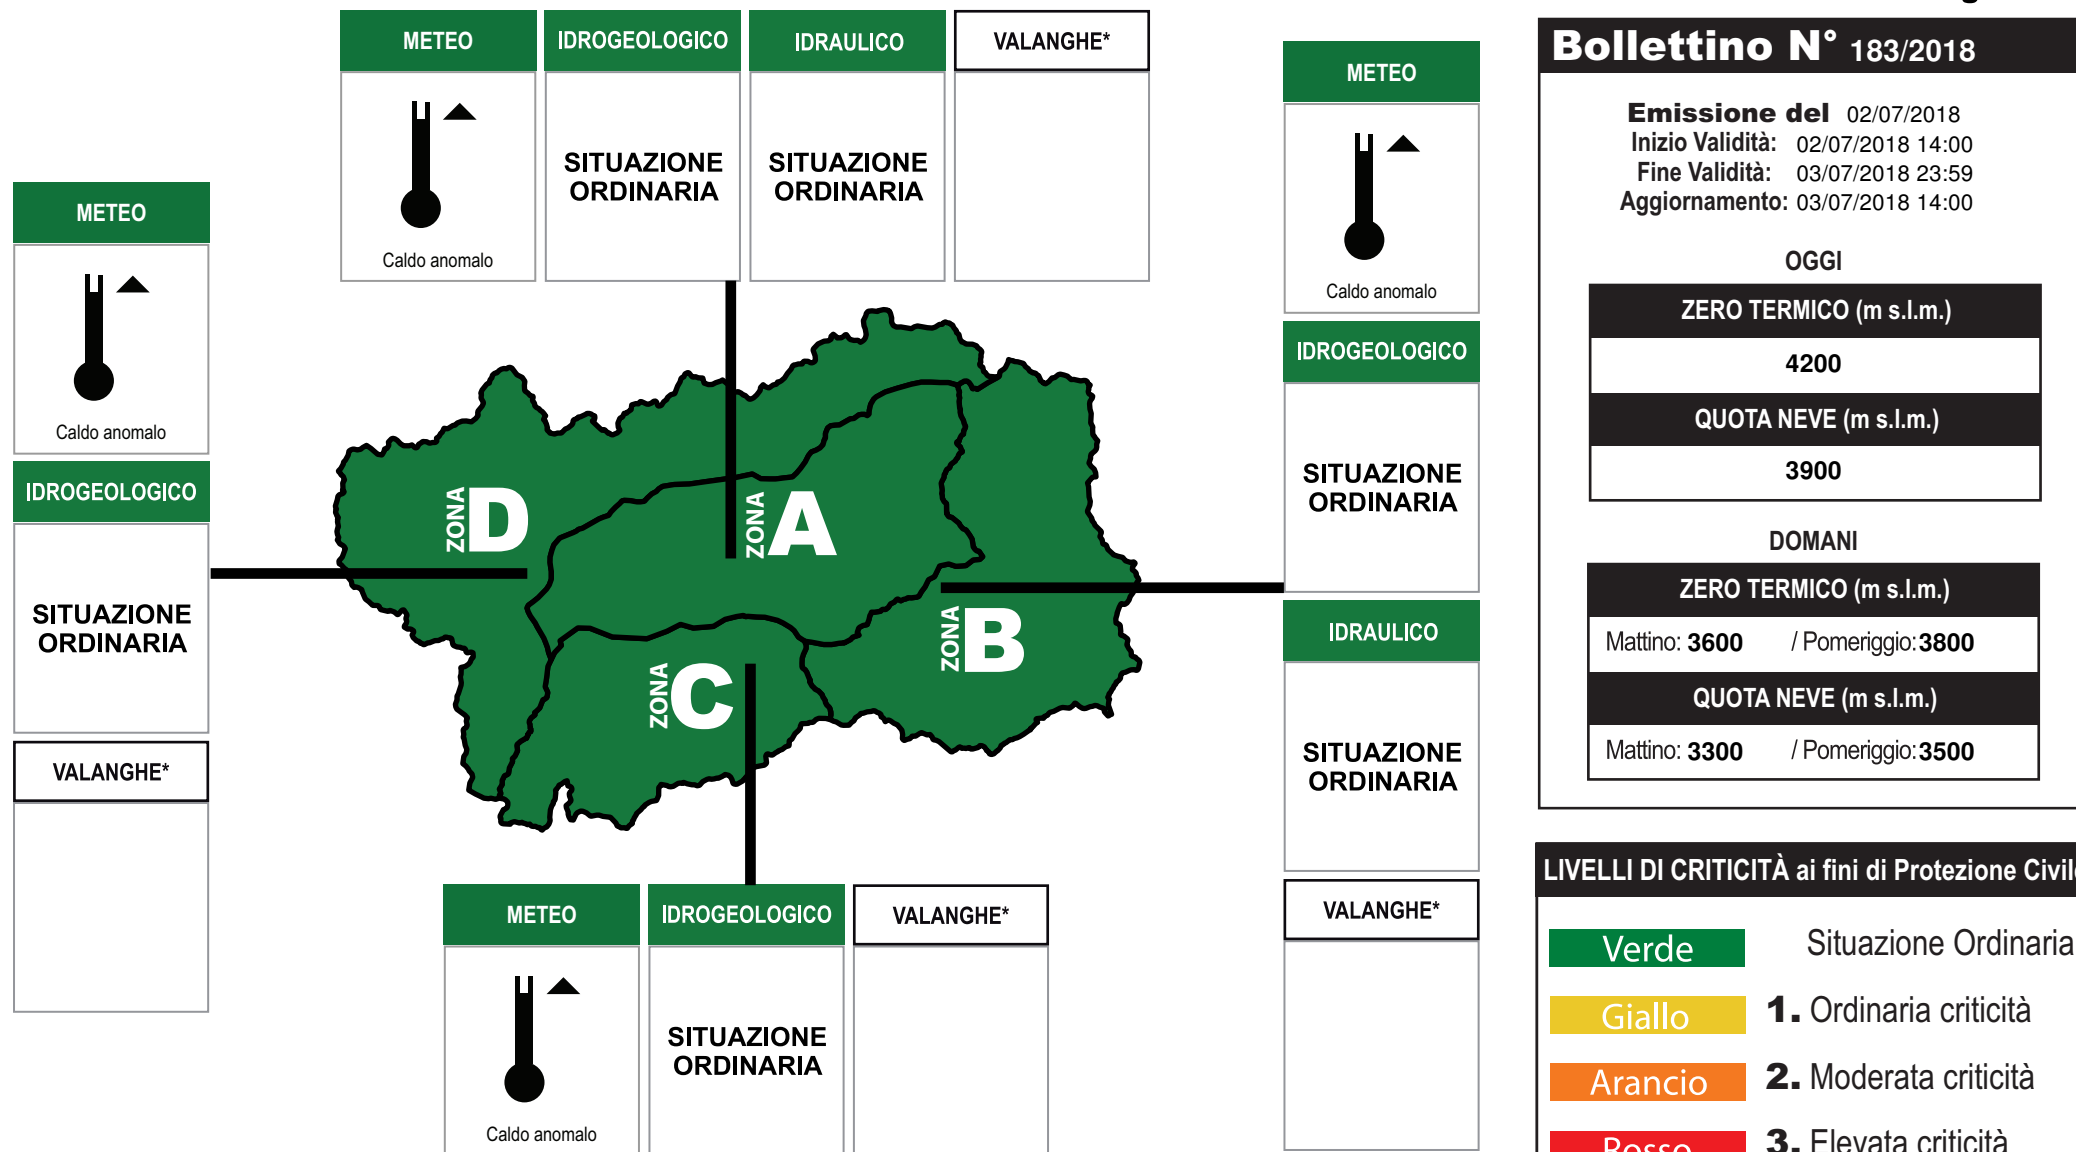 METEO
IDROGEOLOGICO
IDRAULICO
VALANGHE*
Caldo anomalo
SITUAZIONE
ORDINARIA
SITUAZIONE
ORDINARIA
METEO
Caldo anomalo
IDROGEOLOGICO
SITUAZIONE
ORDINARIA
VALANGHE*
ZONA D
ZONA A
ZONA B
ZONA C
METEO
Caldo anomalo
IDROGEOLOGICO
SITUAZIONE
ORDINARIA
IDRAULICO
SITUAZIONE
ORDINARIA
VALANGHE*
METEO
IDROGEOLOGICO
VALANGHE*
Caldo anomalo
SITUAZIONE
ORDINARIA
Bollettino N° 183/2018
Emissione del 02/07/2018
Inizio Validità: 02/07/2018 14:00
Fine Validità: 03/07/2018 23:59
Aggiornamento: 03/07/2018 14:00
OGGI
ZERO TERMICO (m s.l.m.)
4200
QUOTA NEVE (m s.l.m.)
3900
DOMANI
ZERO TERMICO (m s.l.m.)
Mattino: 3600 / Pomeriggio: 3800
QUOTA NEVE (m s.l.m.)
Mattino: 3300 / Pomeriggio: 3500
LIVELLI DI CRITICITÀ ai fini di Protezione Civile
Verde Situazione Ordinaria
Giallo 1. Ordinaria criticità
Arancio 2. Moderata criticità
Rosso 3. Elevata criticità